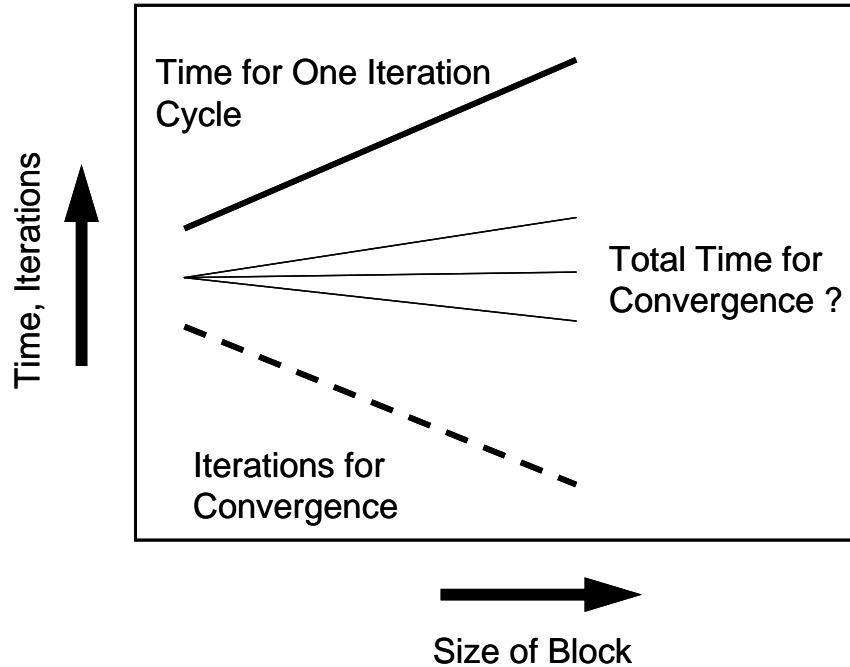 Time for One Iteration
Cycle
Time, Iterations
Total Time for
Convergence ?
Iterations for
Convergence
Size of Block